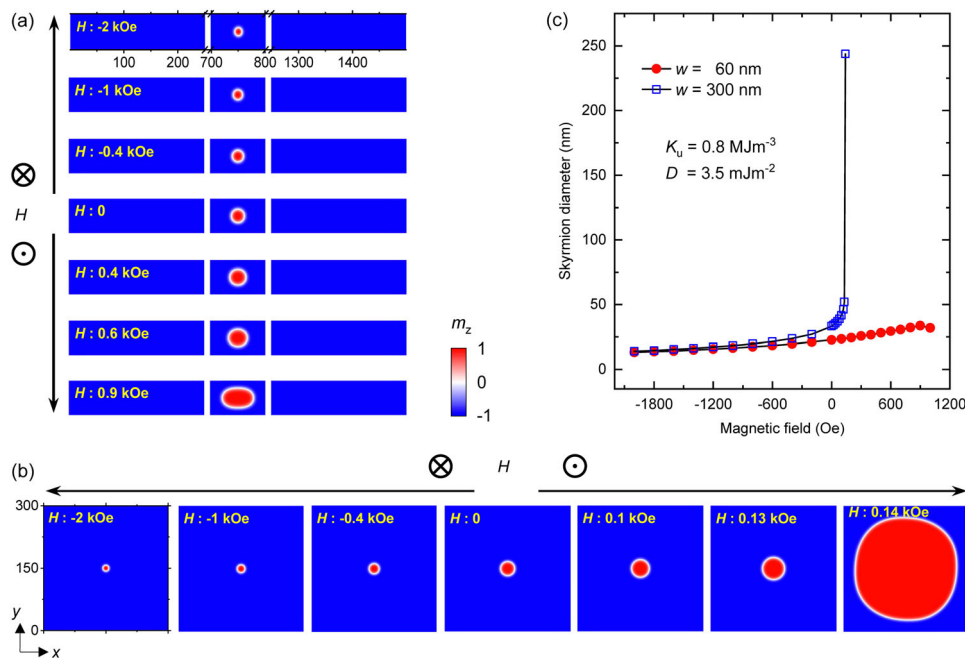 (a)
H : -2 kOe
100 200 700 800 1300 1400
H : -1 kOe
H : -0.4 kOe
H
H : 0
H : 0.4 kOe
H : 0.6 kOe
H : 0.9 kOe
mz
1
0
-1
(c)
Skyrmion diameter (nm)
250
200
150
100
50
0
w = 60 nm
w = 300 nm
Ku = 0.8 MJm-3
D = 3.5 mJm-2
-1800 -1200 -600 0 600 1200
Magnetic field (Oe)
(b)
H
300
150
0
H : -2 kOe
H : -1 kOe
H : -0.4 kOe
H : 0
H : 0.1 kOe
H : 0.13 kOe
H : 0.14 kOe
y
x